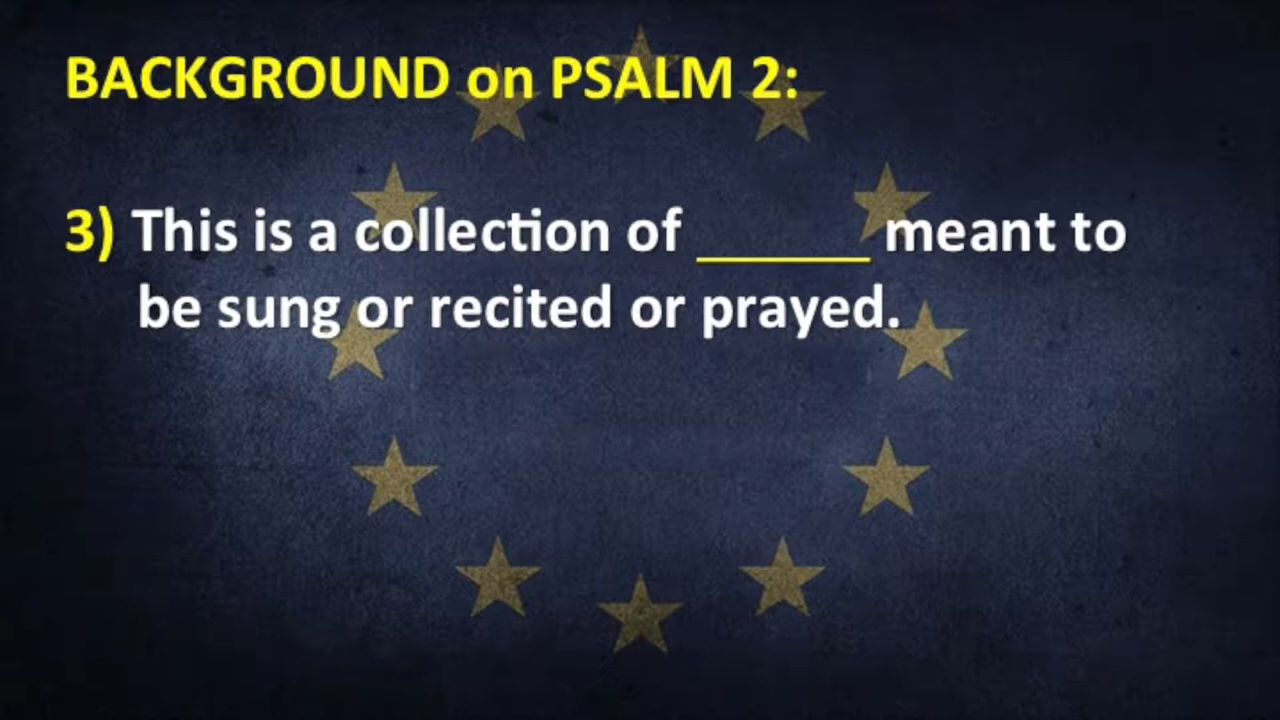 BACKGROUND on PSALM 2:
3) This is a collection of ______ meant to
be sung or recited or prayed.